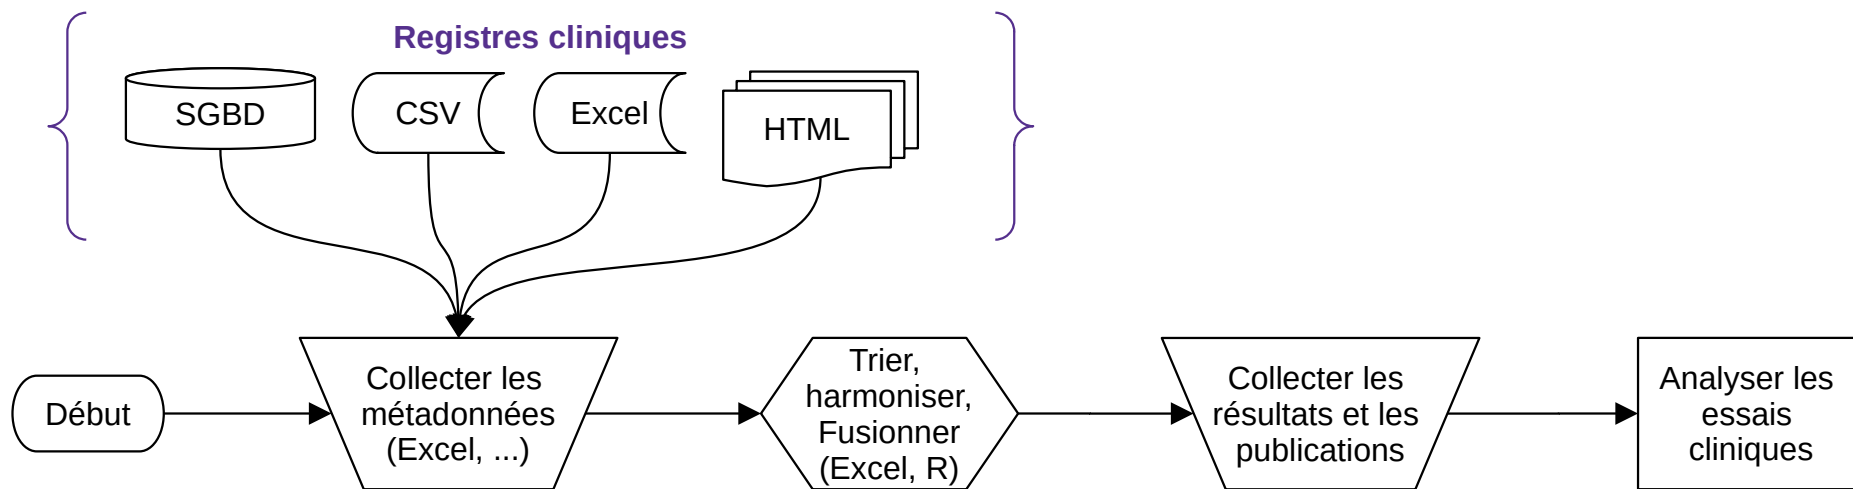 Registres cliniques
SGBD
CSV
Excel
HTML
Début
Collecter les
métadonnées
(Excel, ...)
Trier,
harmoniser,
Fusionner
(Excel, R)
Collecter les
résultats et les
publications
Analyser les
essais
cliniques